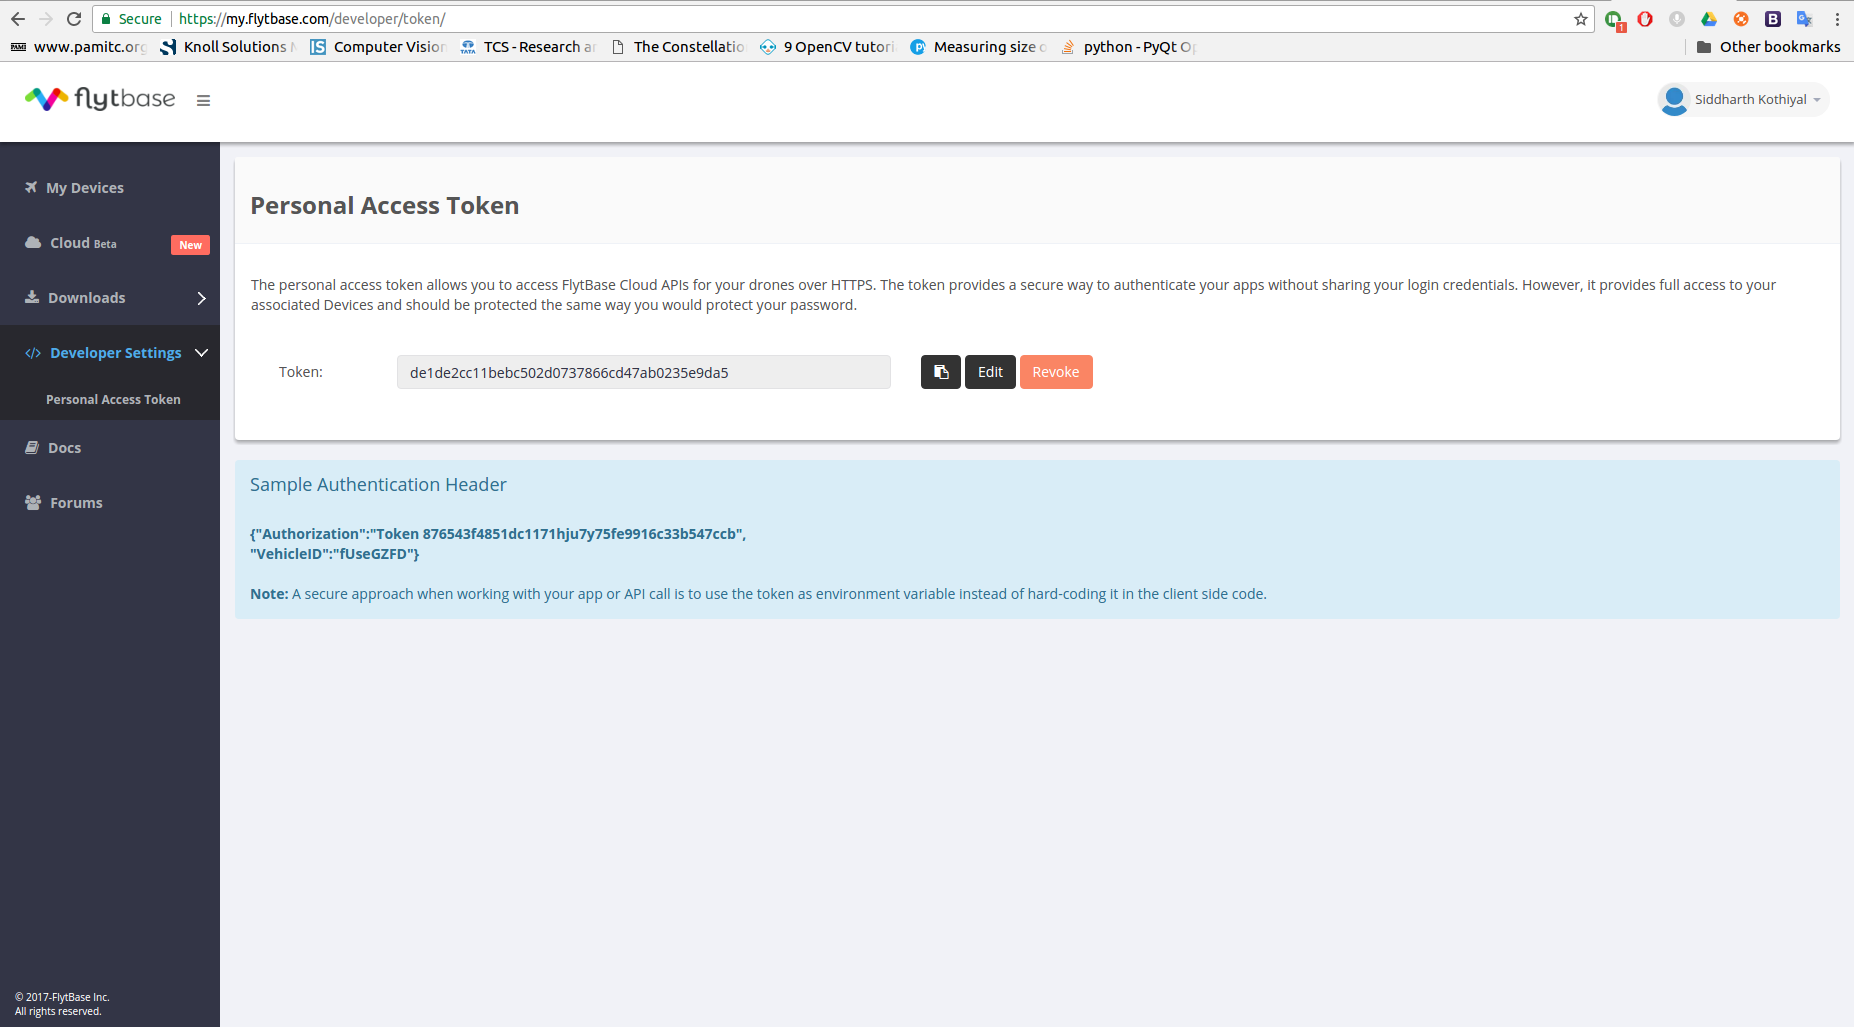 Secure https://my.flytbase.com/developer/token/
1
www.pamitc.org Knoll Solutions Computer Vision TCS - Research a The Constellatio 9 OpenCV tutori Measuring size o python - PyQt Op Other bookmarks
flytbase
Siddharth Kothiyal
My Devices
Cloud Beta New
Downloads
Developer Settings
Personal Access Token
Docs
Forums
© 2017-FlytBase Inc.
All rights reserved.
Personal Access Token
The personal access token allows you to access FlytBase Cloud APIs for your drones over HTTPS. The token provides a secure way to authenticate your apps without sharing your login credentials. However, it provides full access to your
associated Devices and should be protected the same way you would protect your password.
Token: de1de2cc11bebc502d0737866cd47ab0235e9da5 Edit Revoke
Sample Authentication Header
{"Authorization":"Token 876543f4851dc1171hju7y75fe9916c33b547ccb",
"VehicleID":"fUseGZFD"}
Note: A secure approach when working with your app or API call is to use the token as environment variable instead of hard-coding it in the client side code.